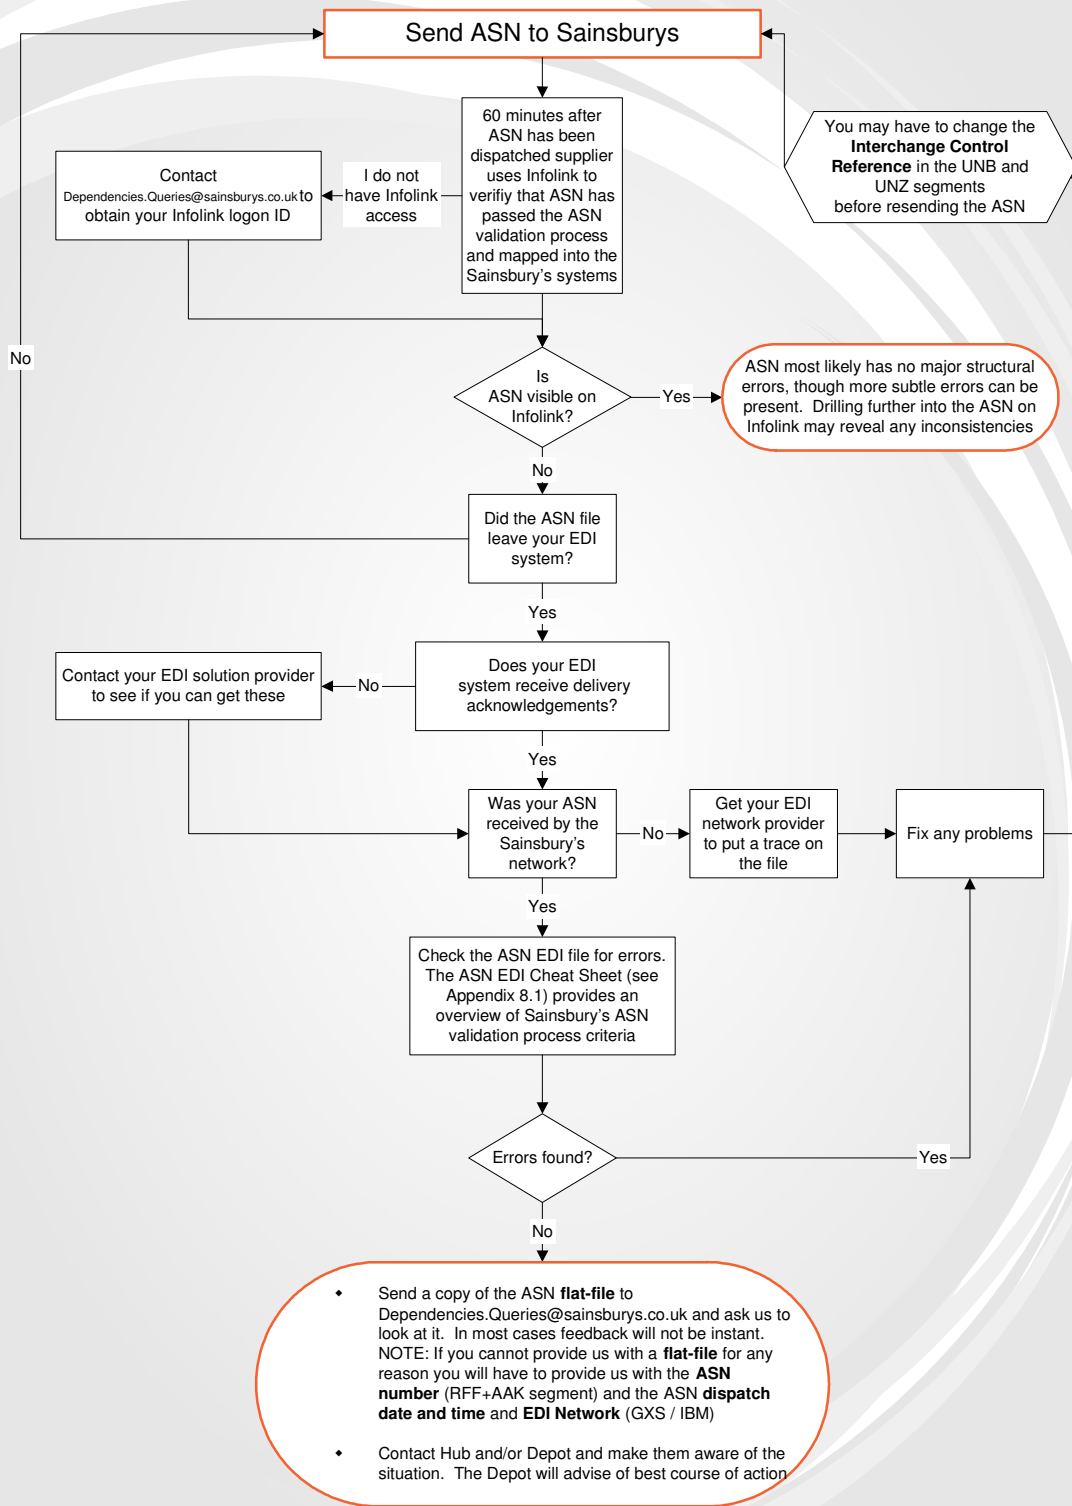 Send ASN to Sainsburys
60 minutes after
ASN has been
dispatched supplier
uses Infolink to
verifiy that ASN has
passed the ASN
validation process
and mapped into the
Sainsbury's systems
You may have to change the
Interchange Control
Reference in the UNB and
UNZ segments
before resending the ASN
I do not
have Infolink
access
Contact
Dependencies.Queries@sainsburys.co.uk to
obtain your Infolink logon ID
No
Is
ASN visible on
Infolink?
Yes
ASN most likely has no major structural
errors, though more subtle errors can be
present. Drilling further into the ASN on
Infolink may reveal any inconsistencies
No
Did the ASN file
leave your EDI
system?
Yes
Does your EDI
system receive delivery
acknowledgements?
No
Contact your EDI solution provider
to see if you can get these
Yes
Was your ASN
received by the
Sainsbury's
network?
No
Get your EDI
network provider
to put a trace on
the file
Fix any problems
Yes
Check the ASN EDI file for errors.
The ASN EDI Cheat Sheet (see
Appendix 8.1) provides an
overview of Sainsbury's ASN
validation process criteria
Errors found?
Yes
No
◆ Send a copy of the ASN flat-file to
Dependencies.Queries@sainsburys.co.uk and ask us to
look at it. In most cases feedback will not be instant.
NOTE: If you cannot provide us with a flat-file for any
reason you will have to provide us with the ASN
number (RFF+AAK segment) and the ASN dispatch
date and time and EDI Network (GXS / IBM)
◆ Contact Hub and/or Depot and make them aware of the
situation. The Depot will advise of best course of action